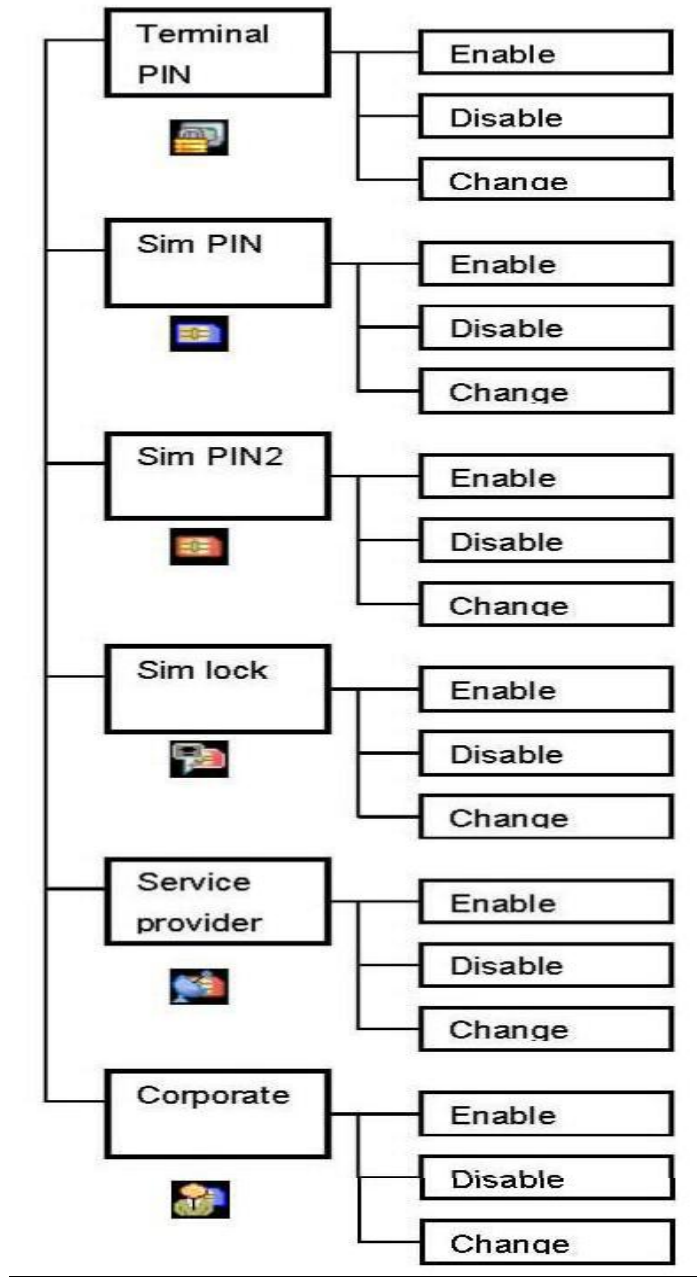 Terminal
PIN
Enable
Disable
Change
Sim PIN
Enable
Disable
Change
Sim PIN2
Enable
Disable
Change
Sim lock
Enable
Disable
Change
Service
provider
Enable
Disable
Change
Corporate
Enable
Disable
Change